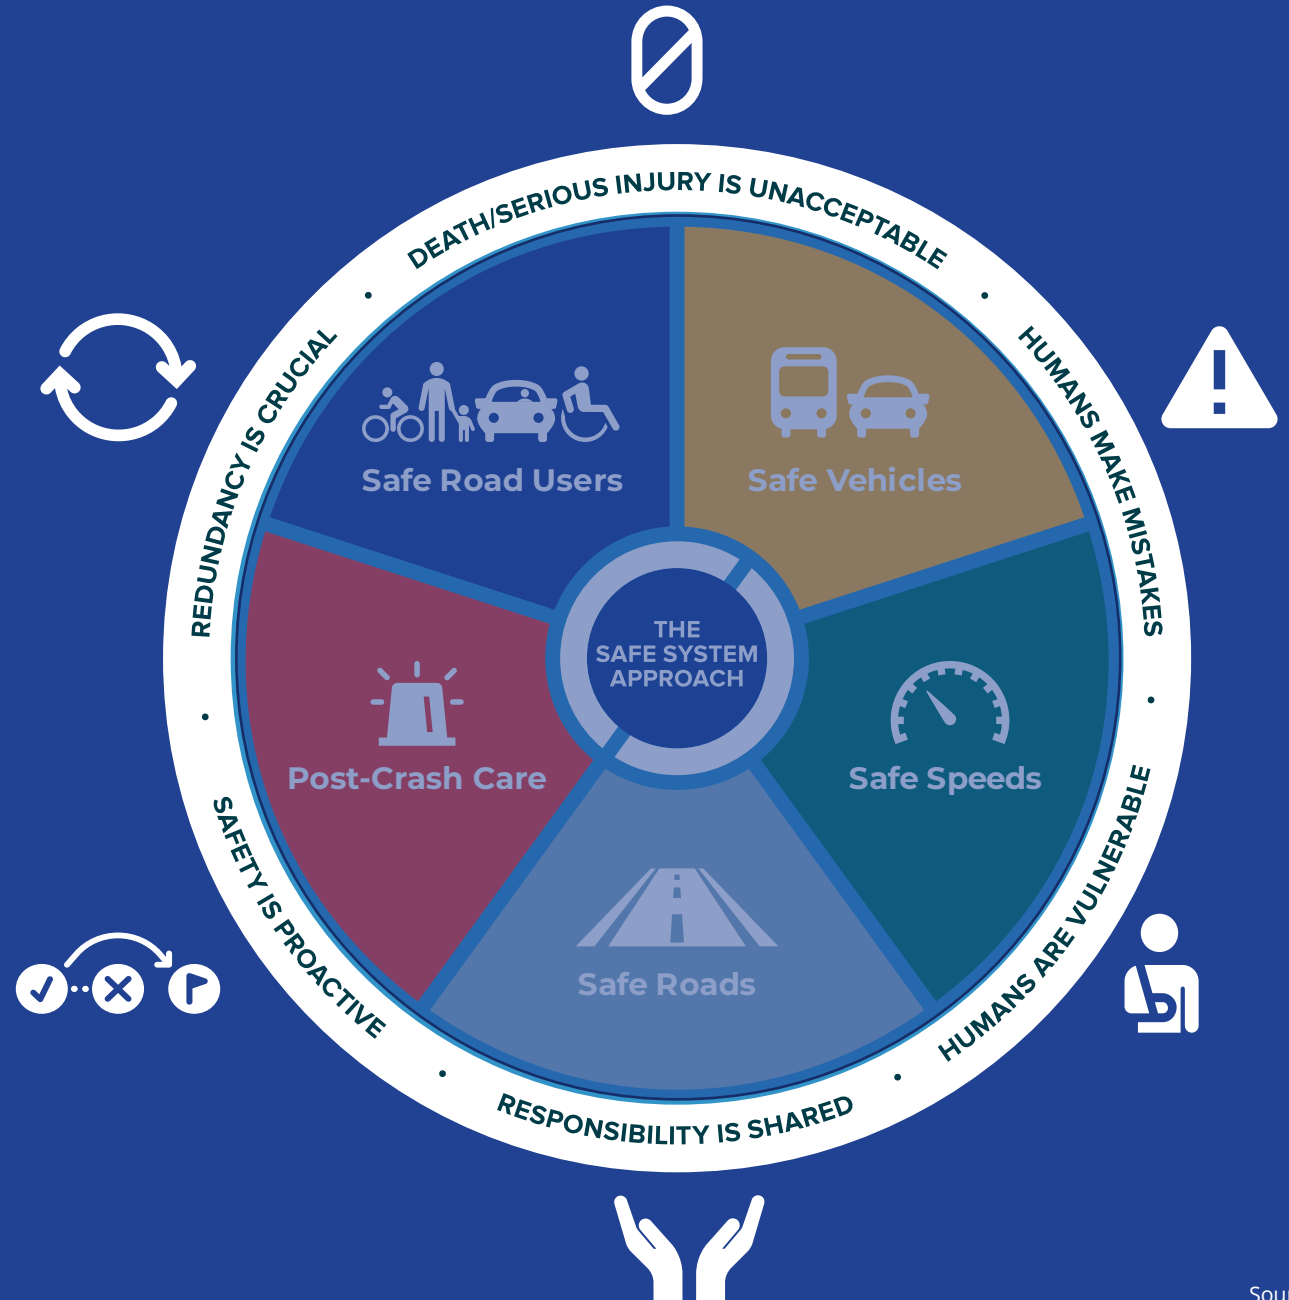 0
DEATH/SERIOUS INJURY IS UNACCEPTABLE
HUMANS MAKE MISTAKES
HUMANS ARE VULNERABLE
RESPONSIBILITY IS SHARED
SAFETY IS PROACTIVE
REDUNDANCY IS CRUCIAL
Safe Road Users
Safe Vehicles
THE
SAFE SYSTEM
APPROACH
Post-Crash Care
Safe Speeds
Safe Roads